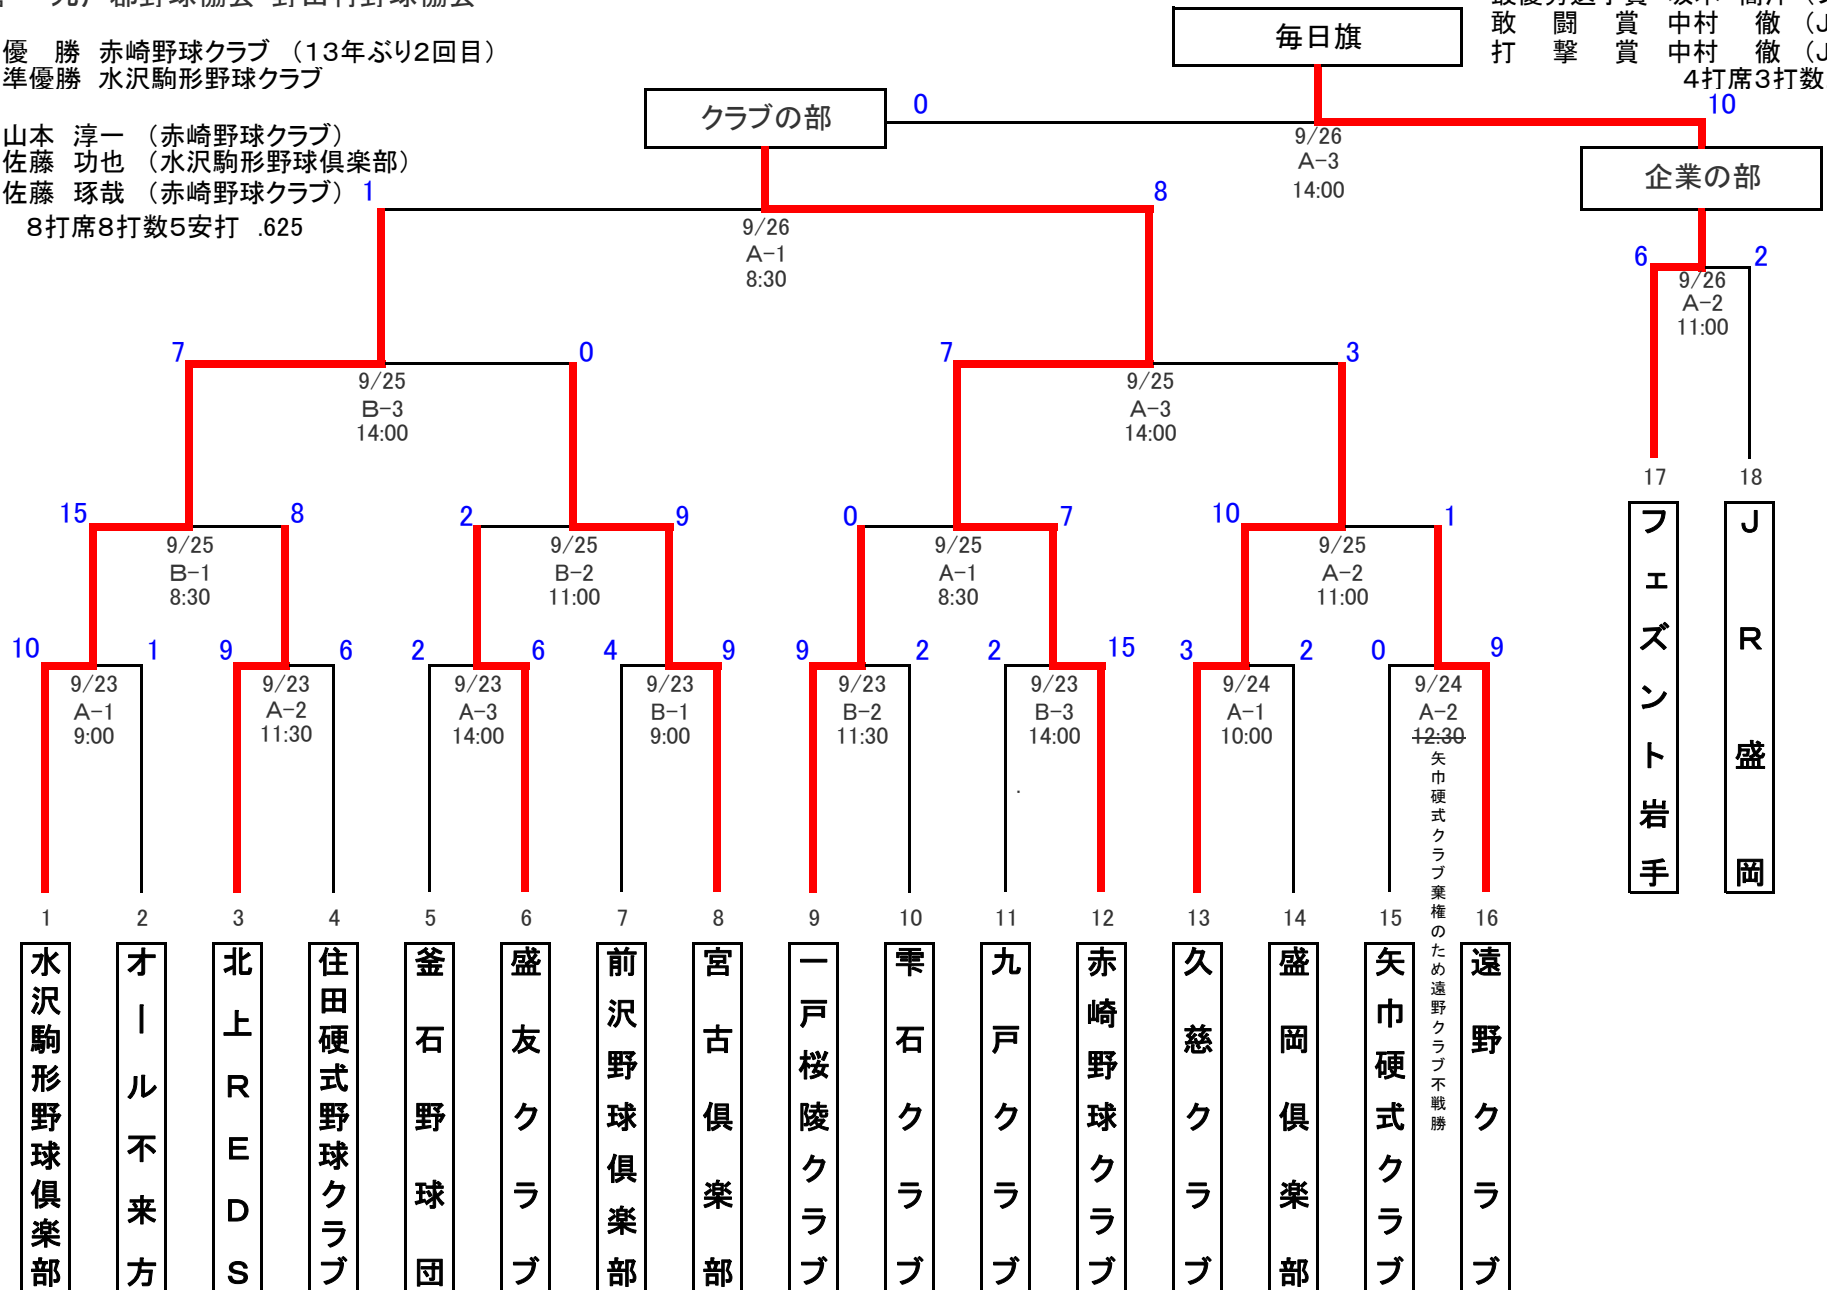 九戸郡野球協会 野田村野球協会
優　勝 赤崎野球クラブ （13年ぶり2回目）
準優勝 水沢駒形野球クラブ
山本 淳一 （赤崎野球クラブ）
佐藤 功也 （水沢駒形野球倶楽部）
佐藤 琢哉 （赤崎野球クラブ）
8打席8打数5安打 .625
敢 闘 賞 中村 徹 （J
打 撃 賞 中村 徹 （J
4打席3打数
毎日旗
クラブの部
0
10
9/26
A-3
14:00
企業の部
1
8
9/26
A-1
8:30
6
2
9/26
A-2
11:00
7
0
9/25
B-3
14:00
7
3
9/25
A-3
14:00
17
18
フェズント岩手
JR盛岡
15
8
9/25
B-1
8:30
2
9
9/25
B-2
11:00
0
7
9/25
A-1
8:30
10
1
9/25
A-2
11:00
10
1
9/23
A-1
9:00
9
6
9/23
A-2
11:30
2
6
9/23
A-3
14:00
4
9
9/23
B-1
9:00
9
2
9/23
B-2
11:30
2
15
9/23
B-3
14:00
3
2
9/24
A-1
10:00
0
9
9/24
A-2
12:30
矢巾硬式クラブ棄権のため遠野クラブ不戦勝
1
2
3
4
5
6
7
8
9
10
11
12
13
14
15
16
水沢駒形野球倶楽部
オール不来方
北上REDS
住田硬式野球クラブ
釜石野球団
盛友クラブ
前沢野球倶楽部
宮古倶楽部
一戸桜陵クラブ
雫石クラブ
九戸クラブ
赤崎野球クラブ
久慈クラブ
盛岡倶楽部
矢巾硬式クラブ
遠野クラブ